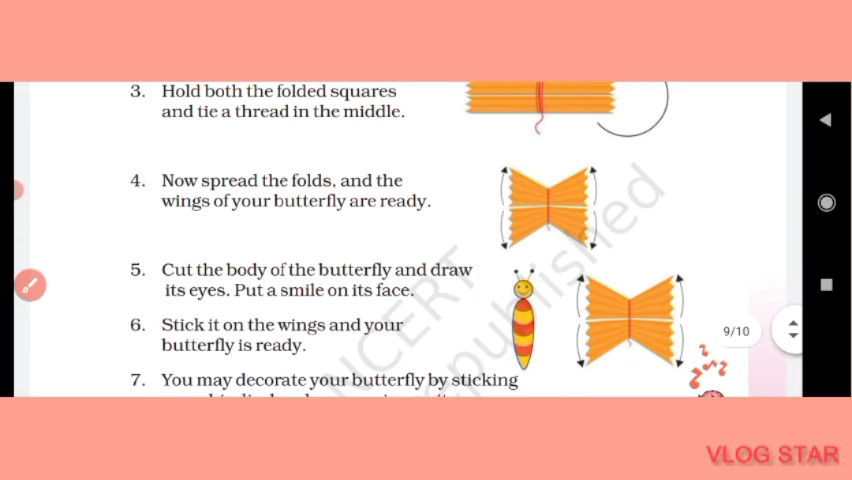 3. Hold both the folded squares
and tie a thread in the middle.
4. Now spread the folds, and the
wings of your butterfly are ready.
5. Cut the body of the butterfly and draw
its eyes. Put a smile on its face.
6. Stick it on the wings and your
butterfly is ready.
7. You may decorate your butterfly by sticking
NCERT
republished
9/10
VLOG STAR